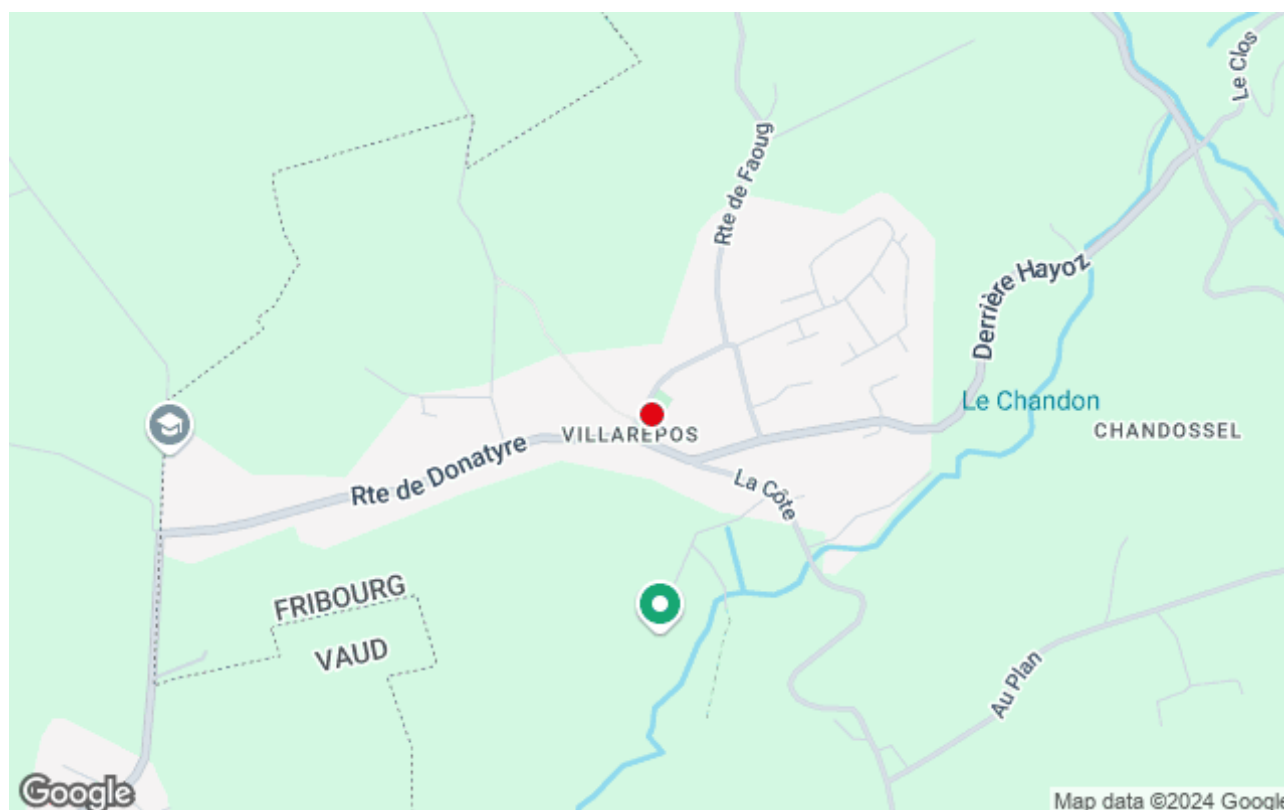 Le Clos
Rte de Faoug
Derrière Hayoz
Le Chandon
CHANDOSSEL
VILLAREPOS
Rte de Donatyre
La Côte
FRIBOURG
VAUD
Au Plan
Google
Map data ©2024 Google